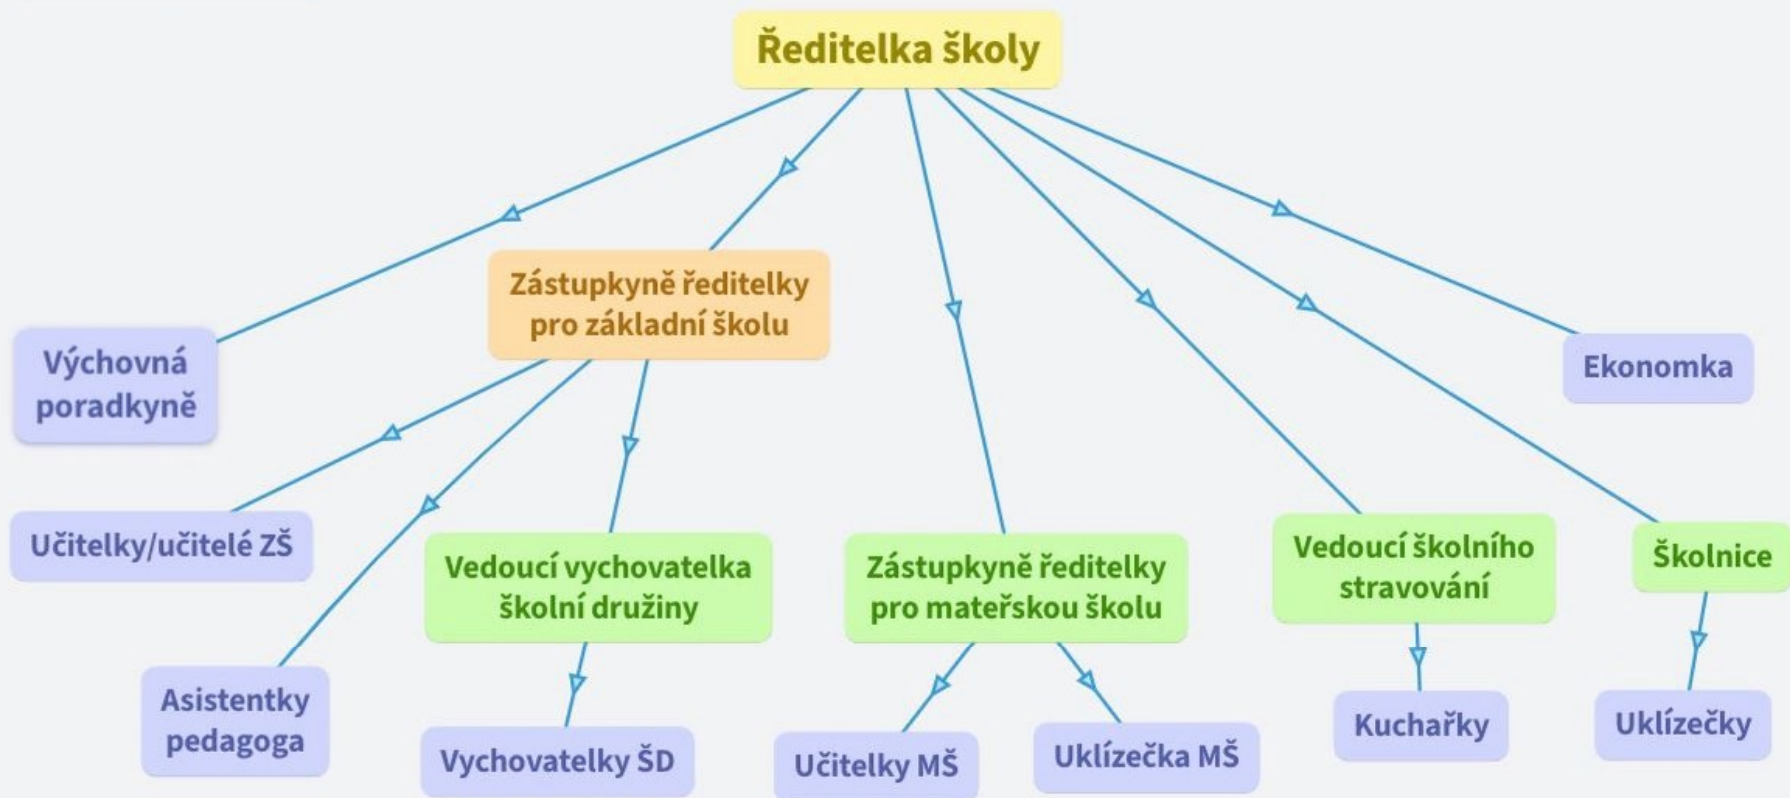 Ředitelka školy
Zástupkyně ředitelky
pro základní školu
Výchovná
poradkyně
Ekonomka
Učitelky/učitelé ZŠ
Vedoucí vychovatelka
školní družiny
Zástupkyně ředitelky
pro mateřskou školu
Vedoucí školního
stravování
Školnice
Asistentky
pedagoga
Vychovatelky ŠD
Učitelky MŠ
Uklízečka MŠ
Kuchařky
Uklízečky